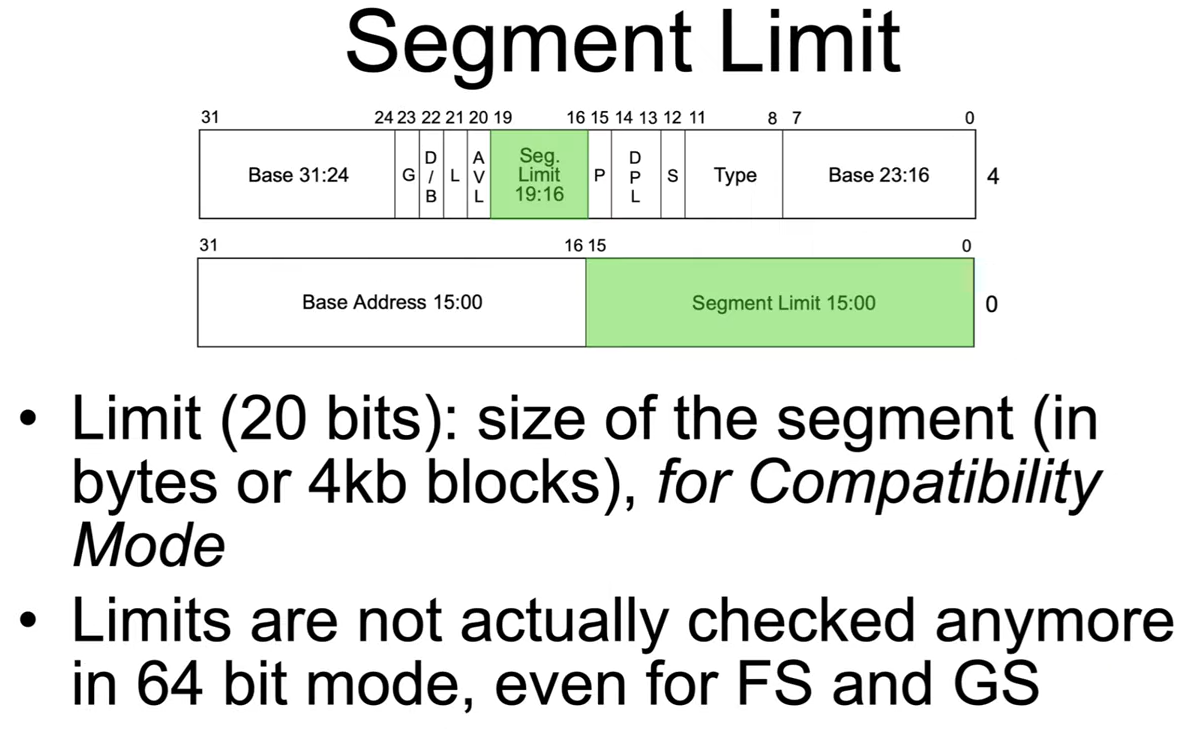 Segment Limit
31 24 23 22 21 20 19 16 15 14 13 12 11 8 7 0
Base 31:24 G D/B L AVL Seg. Limit 19:16 P DPL S Type Base 23:16 4
31 16 15 0
Base Address 15:00 Segment Limit 15:00 0
• Limit (20 bits): size of the segment (in
bytes or 4kb blocks), for Compatibility
Mode
• Limits are not actually checked anymore
in 64 bit mode, even for FS and GS